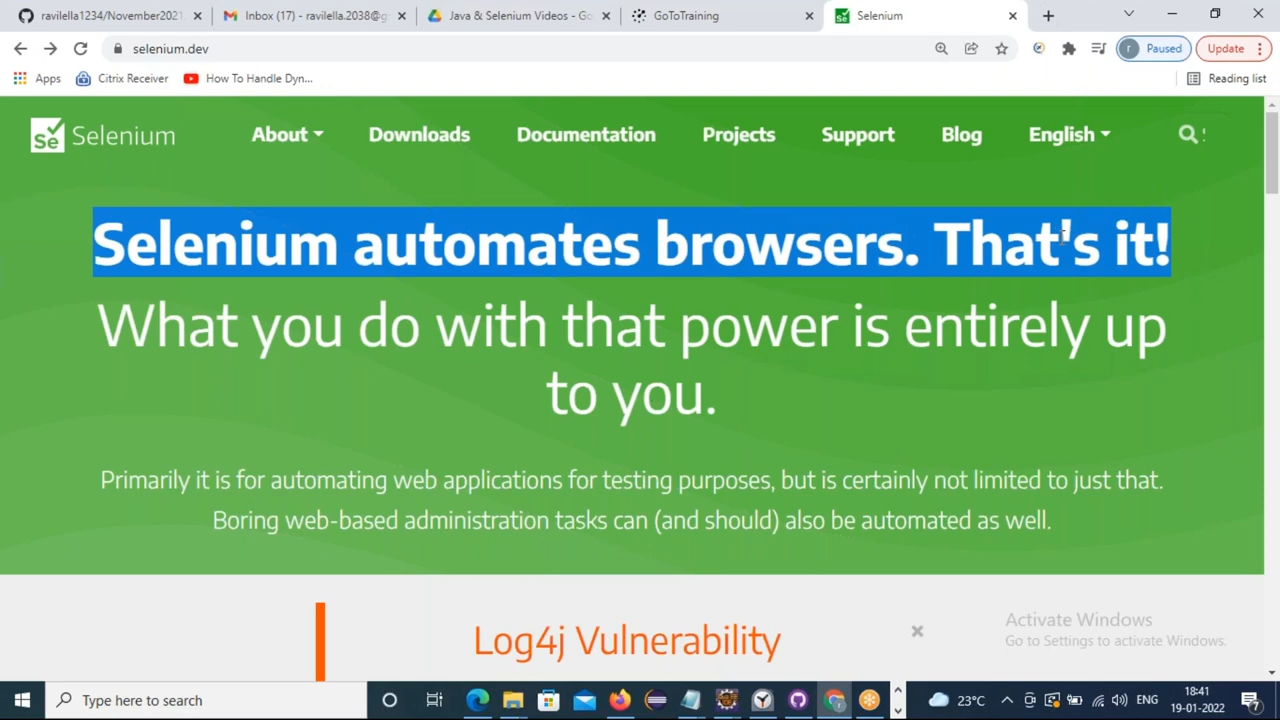 ravilella1234/November2021
Inbox (17) - ravilella.2038@g
Java & Selenium Videos - Go
GoToTraining
Selenium
selenium.dev
r
Paused
Update
Apps
Citrix Receiver
How To Handle Dyn...
Reading list
Se
Selenium
About
Downloads
Documentation
Projects
Support
Blog
English
Selenium automates browsers. That's it!
What you do with that power is entirely up
to you.
Primarily it is for automating web applications for testing purposes, but is certainly not limited to just that.
Boring web-based administration tasks can (and should) also be automated as well.
Log4j Vulnerability
Activate Windows
Go to Settings to activate Windows.
Type here to search
23°C
ENG
18:41
19-01-2022
7